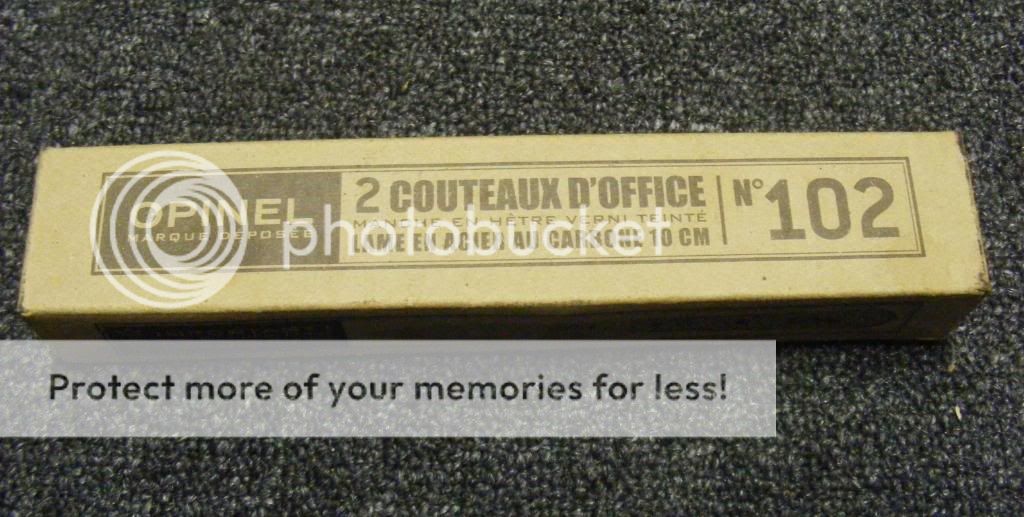 OPINEL
MARQUE DÉPOSÉE
2 COUTEAUX D'OFFICE
MANCHE EN HÊTRE VERNI TEINTÉ
LAME EN ACIER AU CARBONE 10 CM
N° 102
photobucket
Protect more of your memories for less!